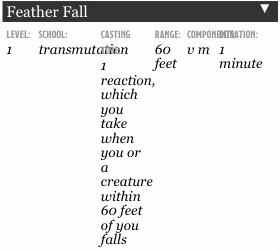 Feather Fall ▼
LEVEL: SCHOOL: CASTING RANGE: COMPONENTS: DURATION:
1 transmutation 60 v m 1
1 feet minute
reaction,
which
you
take
when
you or
a
creature
within
60 feet
of you
falls